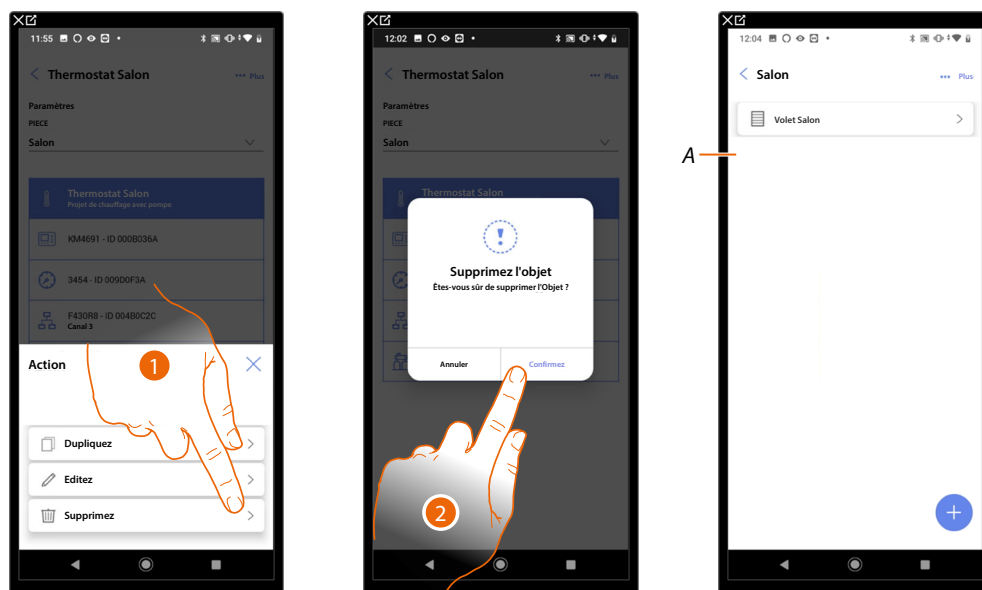 11:55
Thermostat Salon
••• Plus
Paramètres
PIECE
Salon
Thermostat Salon
Projet de chauffage avec pompe
KM4691 - ID 000B036A
3454 - ID 009D0F3A
F430R8 - ID 004B0C2C
Canal 3
Action
1
Dupliquez
Editez
Supprimez
12:02
Thermostat Salon
••• Plus
Paramètres
PIECE
Salon
Thermostat Salon
Supprimez l'objet
Êtes-vous sûr de supprimer l'Objet ?
Annuler
Confirmez
2
12:04
Salon
••• Plus
Volet Salon
A